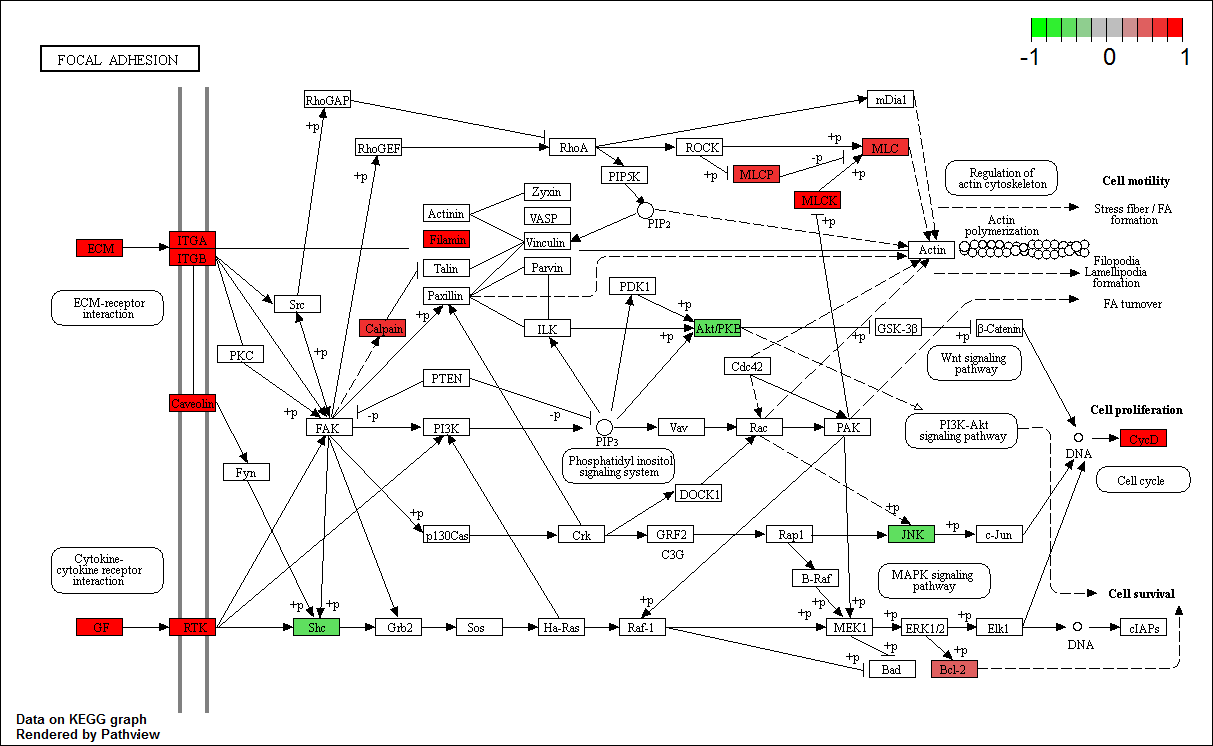 -1 0 1
FOCAL ADHESION
RhoGAP
mDia1
+p
RhoGEF
RhoA
ROCK
+p
MLC
+p
PIP5K
+p
MLCP
-p
+p
Regulation of
actin cytoskeleton
Cell motility
Zyxin
MLCK
Actinin
VASP
PIP2
+p
Stress fiber / FA
formation
Actin
polymerization
ECM
ITGA
ITGB
Filamin
Vinculin
Actin
Talin
Parvin
Filopodia
Lamellipodia
formation
ECM-receptor
interaction
Src
Paxillin
PDK1
+p
FA turnover
+p
Calpain
ILK
+p
Akt/PKB
GSK-3β
+p
β-Catenin
PKC
+p
Cdc42
Wnt signaling
pathway
PTEN
Caveolin
+p
-p
-p
Cell proliferation
FAK
PI3K
PIP3
Vav
Rac
PAK
PI3K-Akt
signaling pathway
CycD
DNA
Fyn
Phosphatidyl inositol
signaling system
Cell cycle
DOCK1
+p
+p
p130Cas
Crk
GRF2
Rap1
JNK
+p
c-Jun
C3G
Cytokine-
cytokine receptor
interaction
B-Raf
MAPK signaling
pathway
Cell survival
+p
+p
+p
+p
+p
+p
+p
+p
GF
RTK
Shc
Grb2
Sos
Ha-Ras
Raf-1
MEK1
ERK1/2
Elk1
DNA
cIAPs
+p
+p
+p
Bad
Bcl-2
Data on KEGG graph
Rendered by Pathview